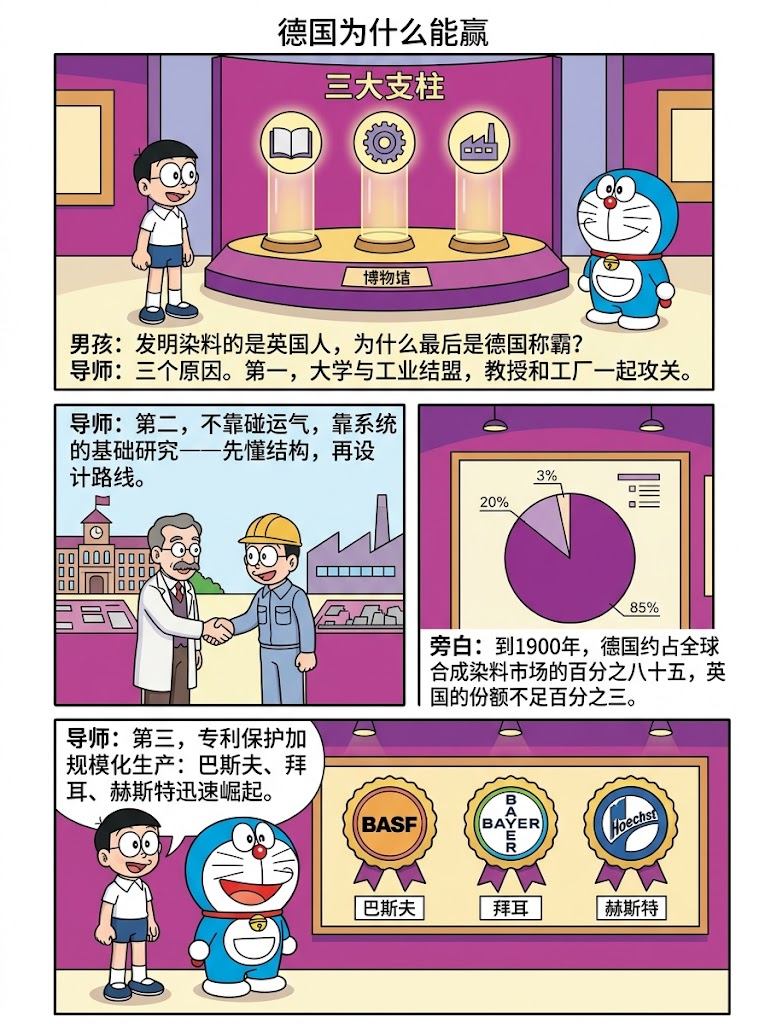 德国为什么能赢
三大支柱
博物馆
男孩：发明染料的是英国人，为什么最后是德国称霸？
导师：三个原因。第一，大学与工业结盟，教授和工厂一起攻关。
导师：第二，不靠碰运气，靠系统
的基础研究——先懂结构，再设
计路线。
3%
20%
85%
旁白：到1900年，德国约占全球
合成染料市场的百分之八十五，英
国的份额不足百分之三。
导师：第三，专利保护加
规模化生产：巴斯夫、拜
耳、赫斯特迅速崛起。
BASF
BAYER
BAYER
Hoechst
巴斯夫
拜耳
赫斯特